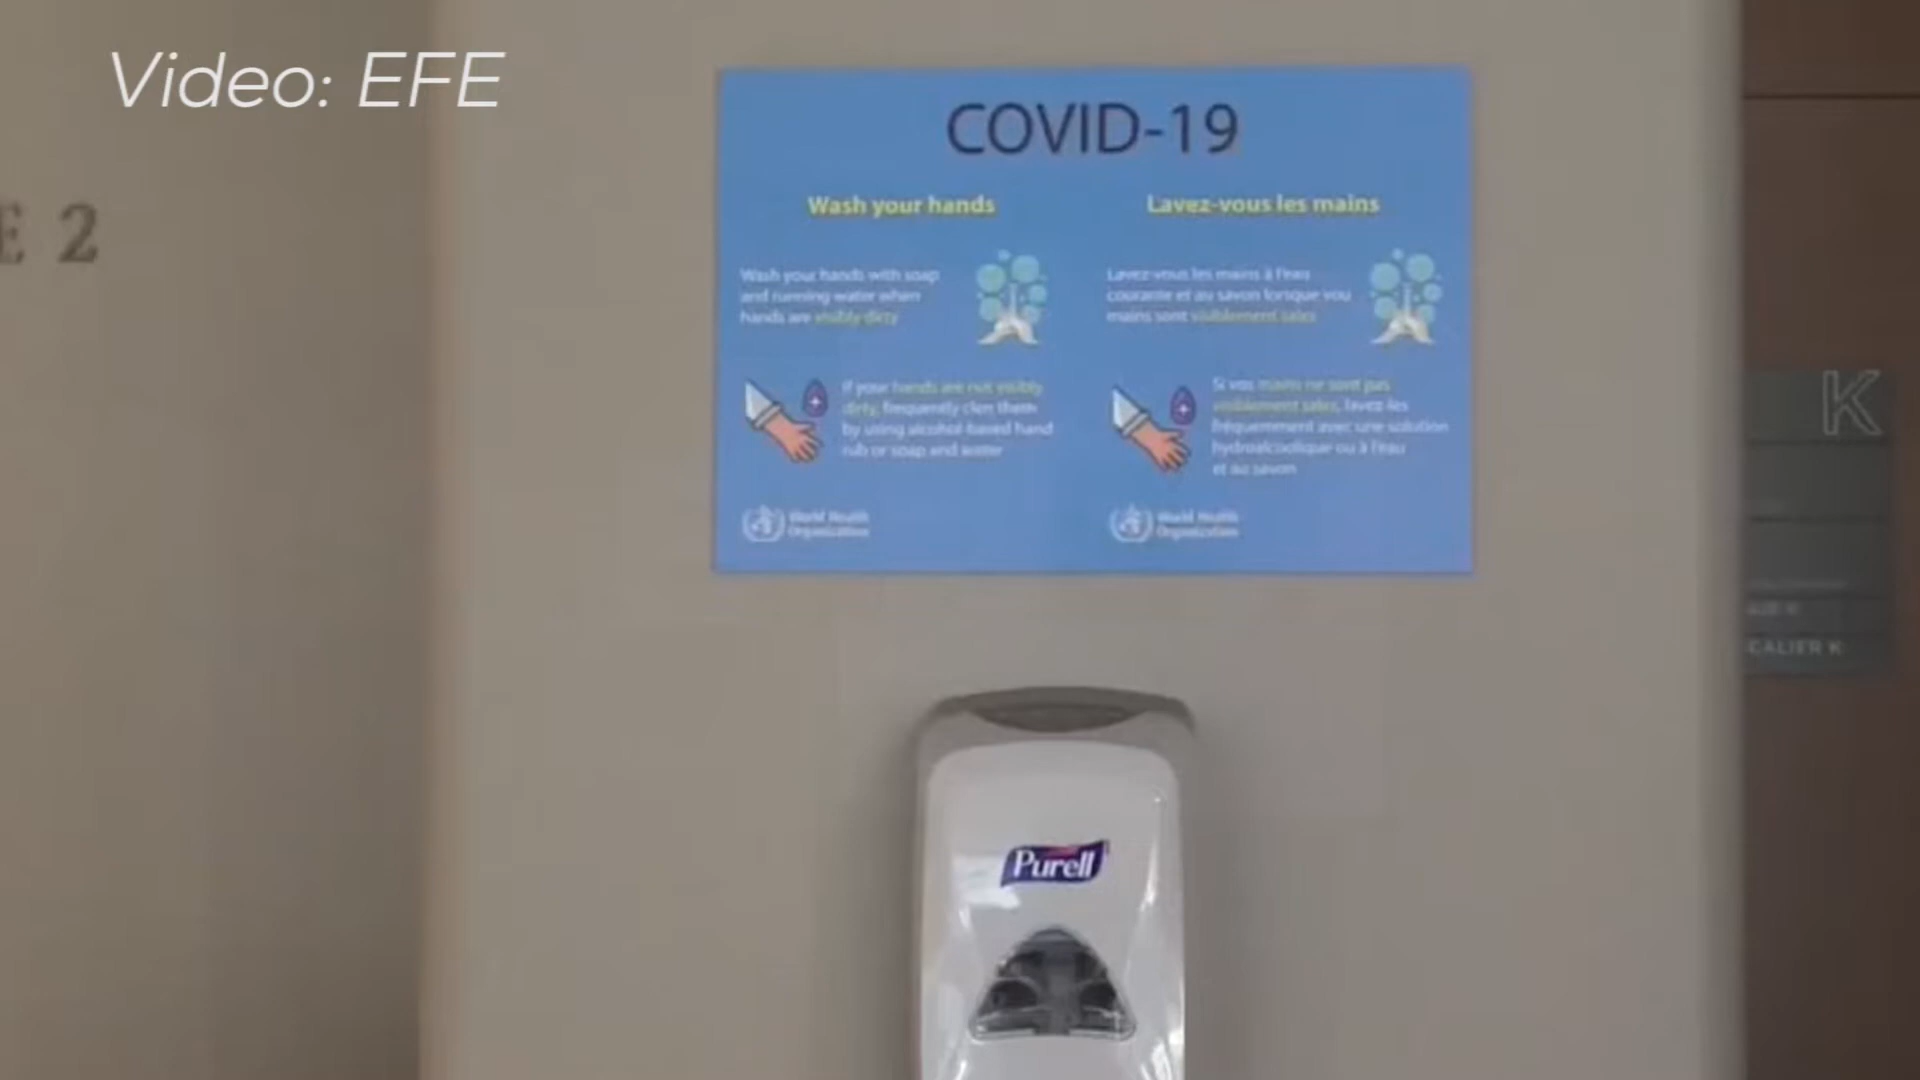 Video: EFE
E 2
COVID-19
Wash your hands
Wash your hands with soap
and running water when
hands are visibly dirty
If your hands are not visibly
dirty, frequently clen them
by using alcohol-based hand
rub or soap and water
World Health
Organization
Lavez-vous les mains
Lavez-vous les mains à l'eau
courante et au savon lorsque vou
mains sont visiblement sales
Si vos mains ne sont pas
visiblement sales, lavez-les
fréquemment avec une solution
hydroalcoolique ou à l'eau
et au savon
World Health
Organization
K
CALIER K
Purell